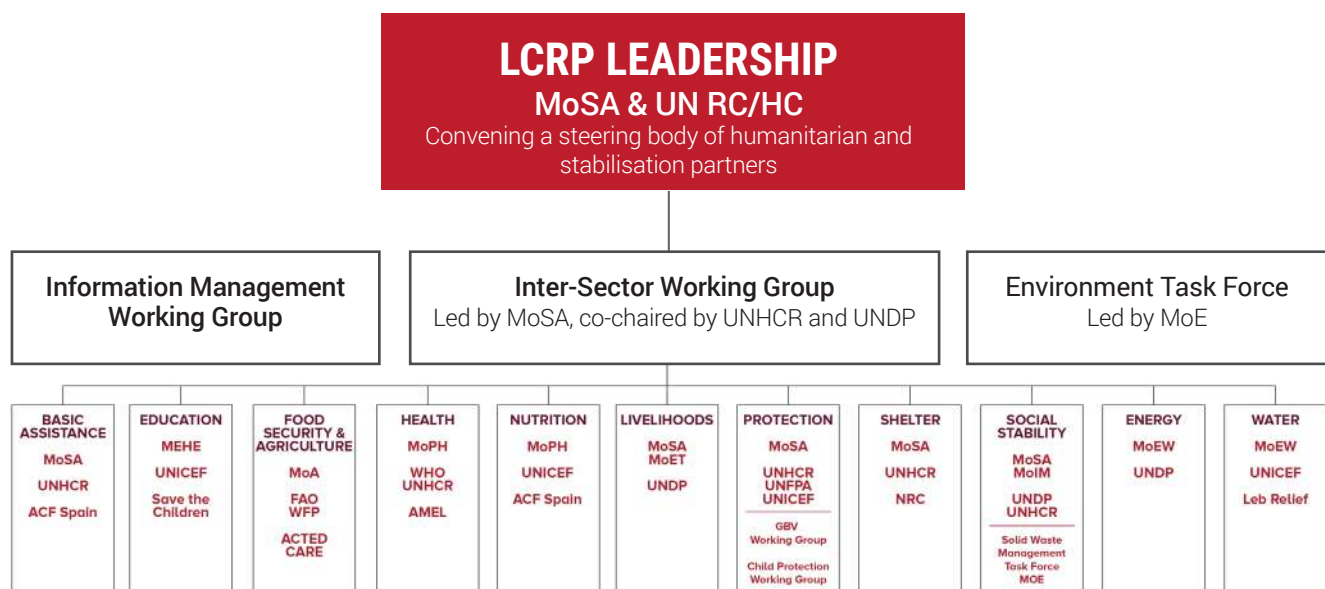 LCRP LEADERSHIP
MoSA & UN RC/HC
Convening a steering body of humanitarian and
stabilisation partners
Information Management
Working Group
Inter-Sector Working Group
Led by MoSA, co-chaired by UNHCR and UNDP
Environment Task Force
Led by MoE
BASIC
ASSISTANCE
MoSA
UNHCR
ACF Spain
EDUCATION
MEHE
UNICEF
Save the
Children
FOOD
SECURITY &
AGRICULTURE
MoA
FAO
WFP
ACTED
CARE
HEALTH
MoPH
WHO
UNHCR
AMEL
NUTRITION
MoPH
UNICEF
ACF Spain
LIVELIHOODS
MoSA
MoET
UNDP
PROTECTION
MoSA
UNHCR
UNFPA
UNICEF
GBV
Working Group
Child Protection
Working Group
SHELTER
MoSA
UNHCR
NRC
SOCIAL
STABILITY
MoSA
MoIM
UNDP
UNHCR
Solid Waste
Management
Task Force
MOE
ENERGY
MoEW
UNDP
WATER
MoEW
UNICEF
Leb Relief